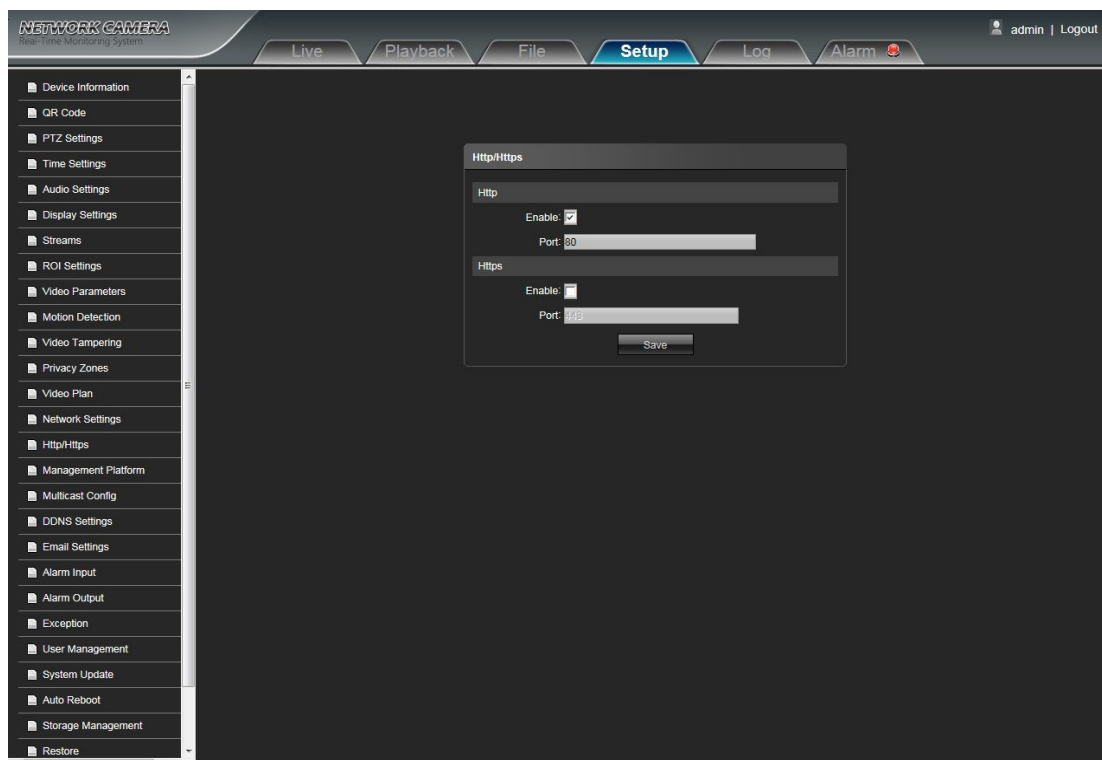 NETWORK CAMERA
Real-Time Monitoring System
admin | Logout
Live
Playback
File
Setup
Log
Alarm
Device Information
QR Code
PTZ Settings
Time Settings
Audio Settings
Display Settings
Streams
ROI Settings
Video Parameters
Motion Detection
Video Tampering
Privacy Zones
Video Plan
Network Settings
Http/Https
Management Platform
Multicast Config
DDNS Settings
Email Settings
Alarm Input
Alarm Output
Exception
User Management
System Update
Auto Reboot
Storage Management
Restore
Http/Https
Http
Enable:
Port: 80
Https
Enable:
Port: 443
Save